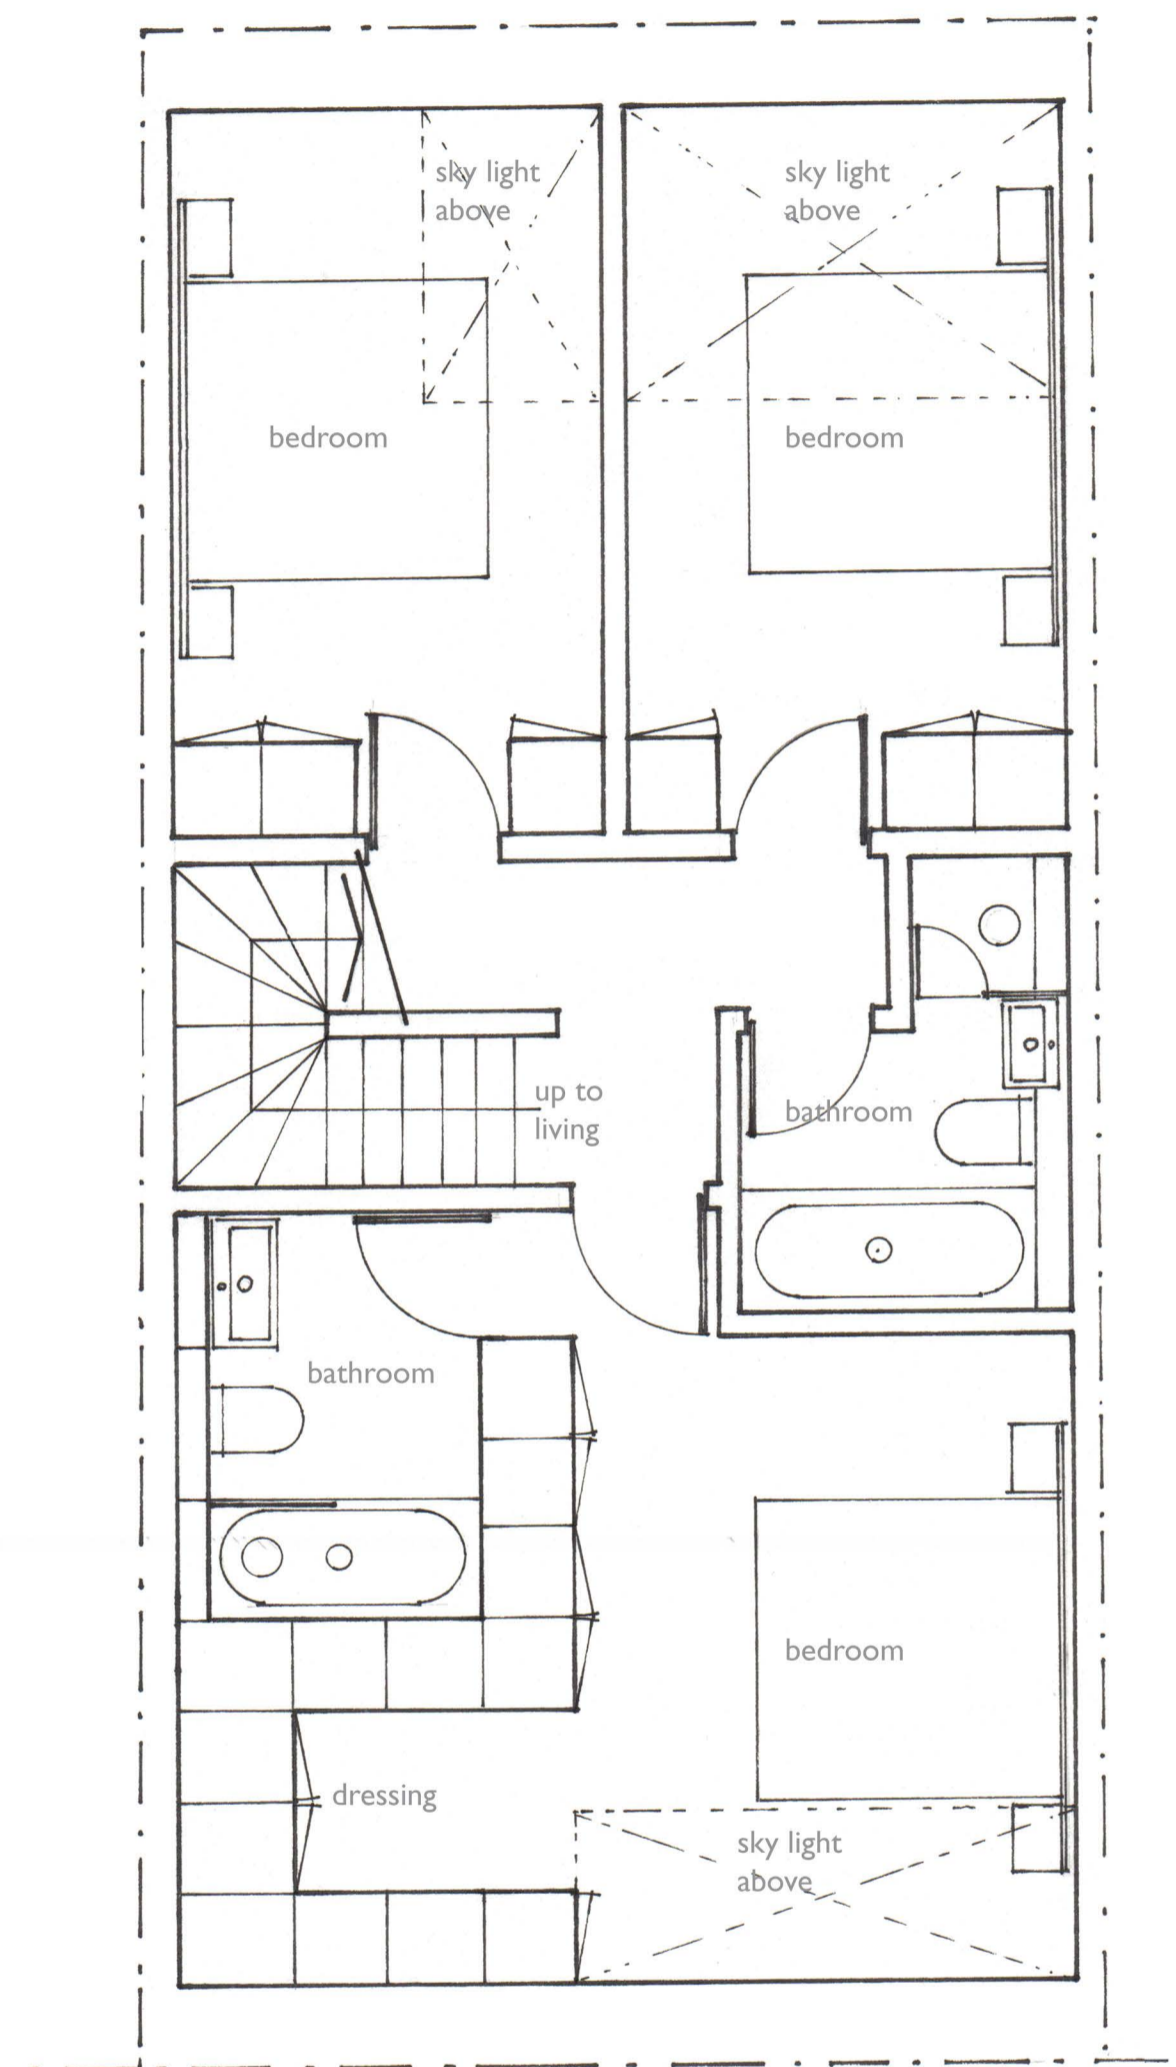 sky light
above
sky light
above
bedroom
bedroom
up to
living
bathroom
bathroom
bedroom
dressing
sky light
above